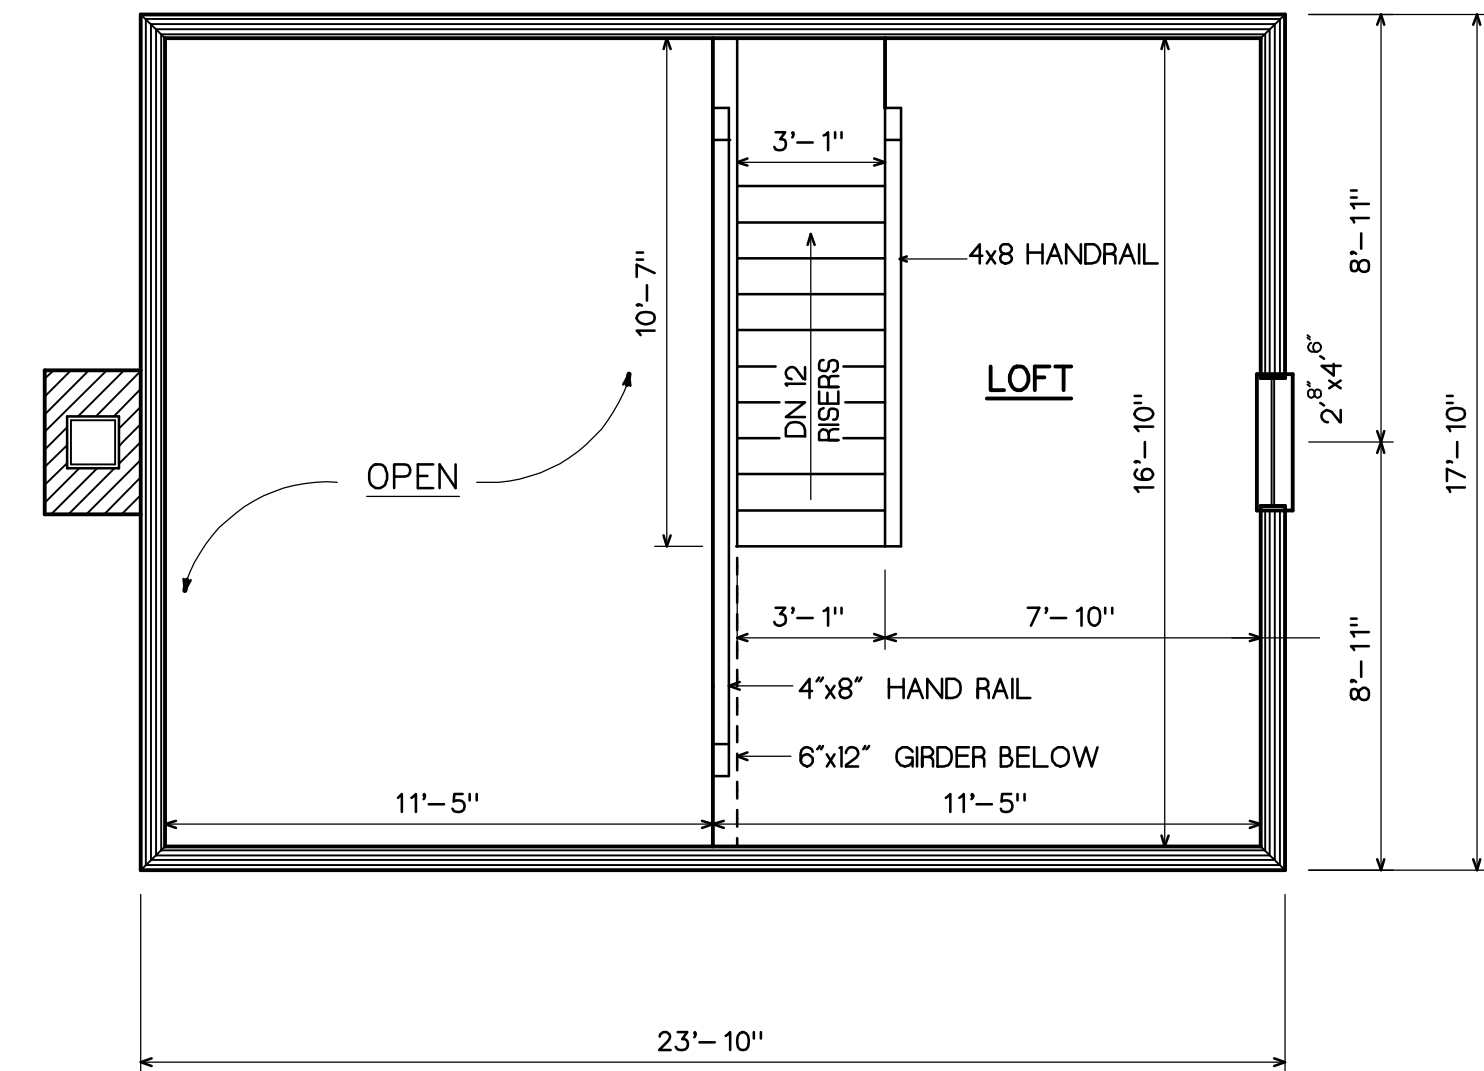 3'-1"
8'-11"
4x8 HANDRAIL
10'-7"
2'8"x4'6"
LOFT
DN 12
RISERS
16'-10"
17'-10"
OPEN
3'-1"
7'-10"
8'-11"
4"x8" HAND RAIL
6"x12" GIRDER BELOW
11'-5"
11'-5"
23'-10"